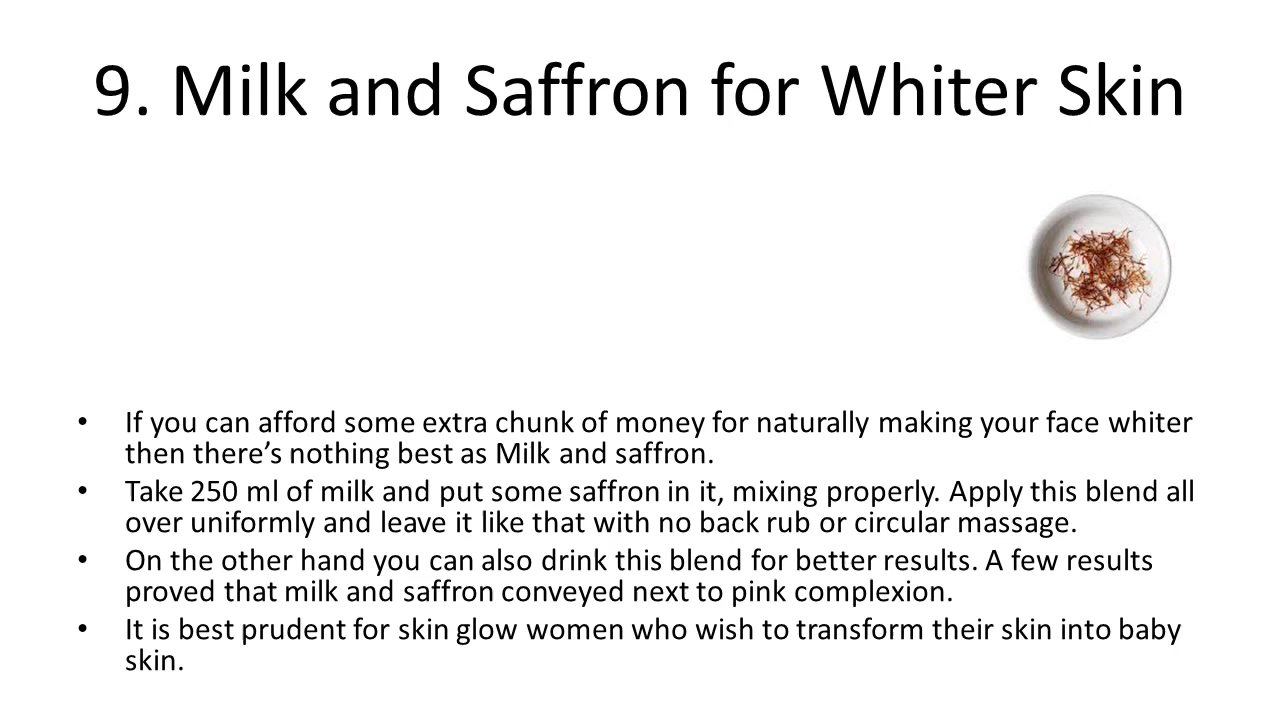 9. Milk and Saffron for Whiter Skin
• If you can afford some extra chunk of money for naturally making your face whiter
then there’s nothing best as Milk and saffron.
• Take 250 ml of milk and put some saffron in it, mixing properly. Apply this blend all
over uniformly and leave it like that with no back rub or circular massage.
• On the other hand you can also drink this blend for better results. A few results
proved that milk and saffron conveyed next to pink complexion.
• It is best prudent for skin glow women who wish to transform their skin into baby
skin.